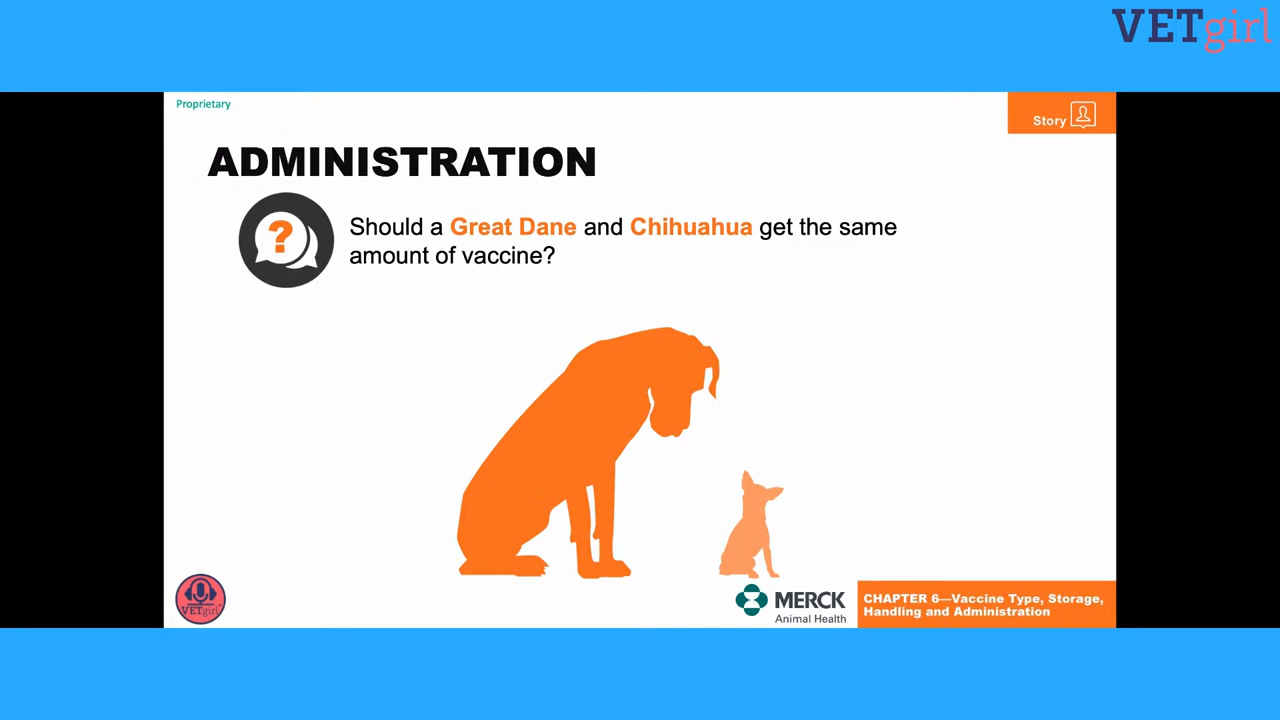 VETgirl
Proprietary
Story
ADMINISTRATION
?
Should a Great Dane and Chihuahua get the same
amount of vaccine?
VETgirl
MERCK
Animal Health
CHAPTER 6—Vaccine Type, Storage,
Handling and Administration